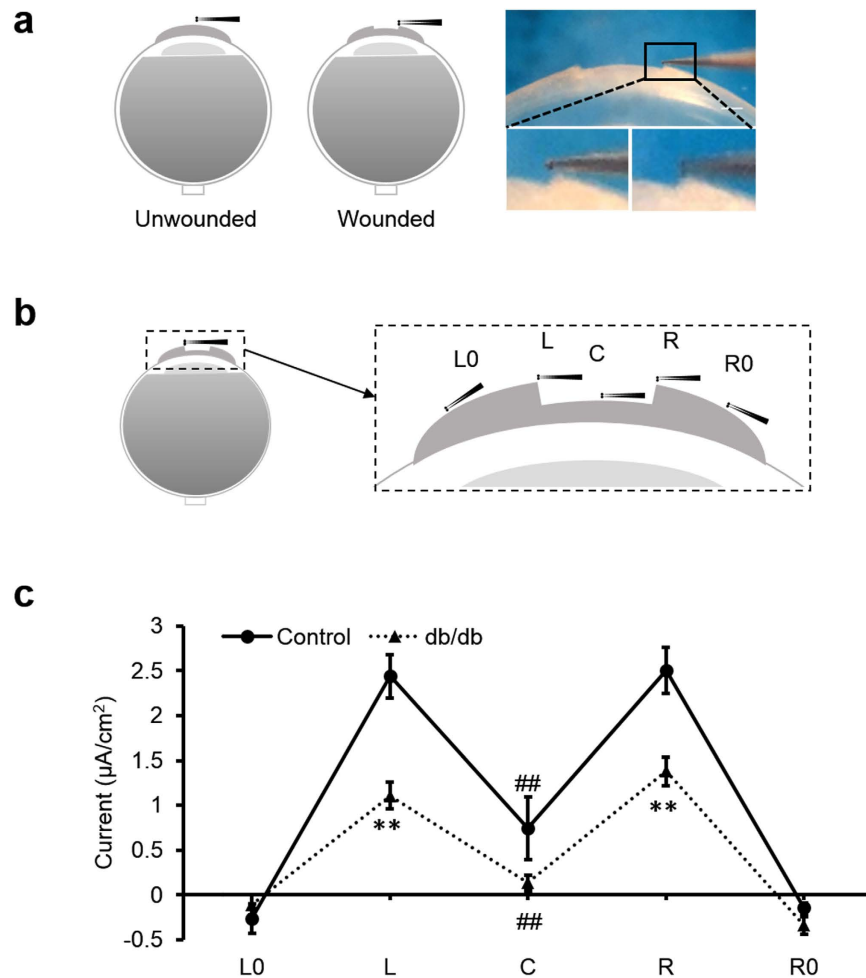 a
Unwounded
Wounded
b
L0
L
C
R
R0
c
Control
db/db
Current (µA/cm²)
3
2.5
2
1.5
1
0.5
0
-0.5
##
**
**
##
L0
L
C
R
R0